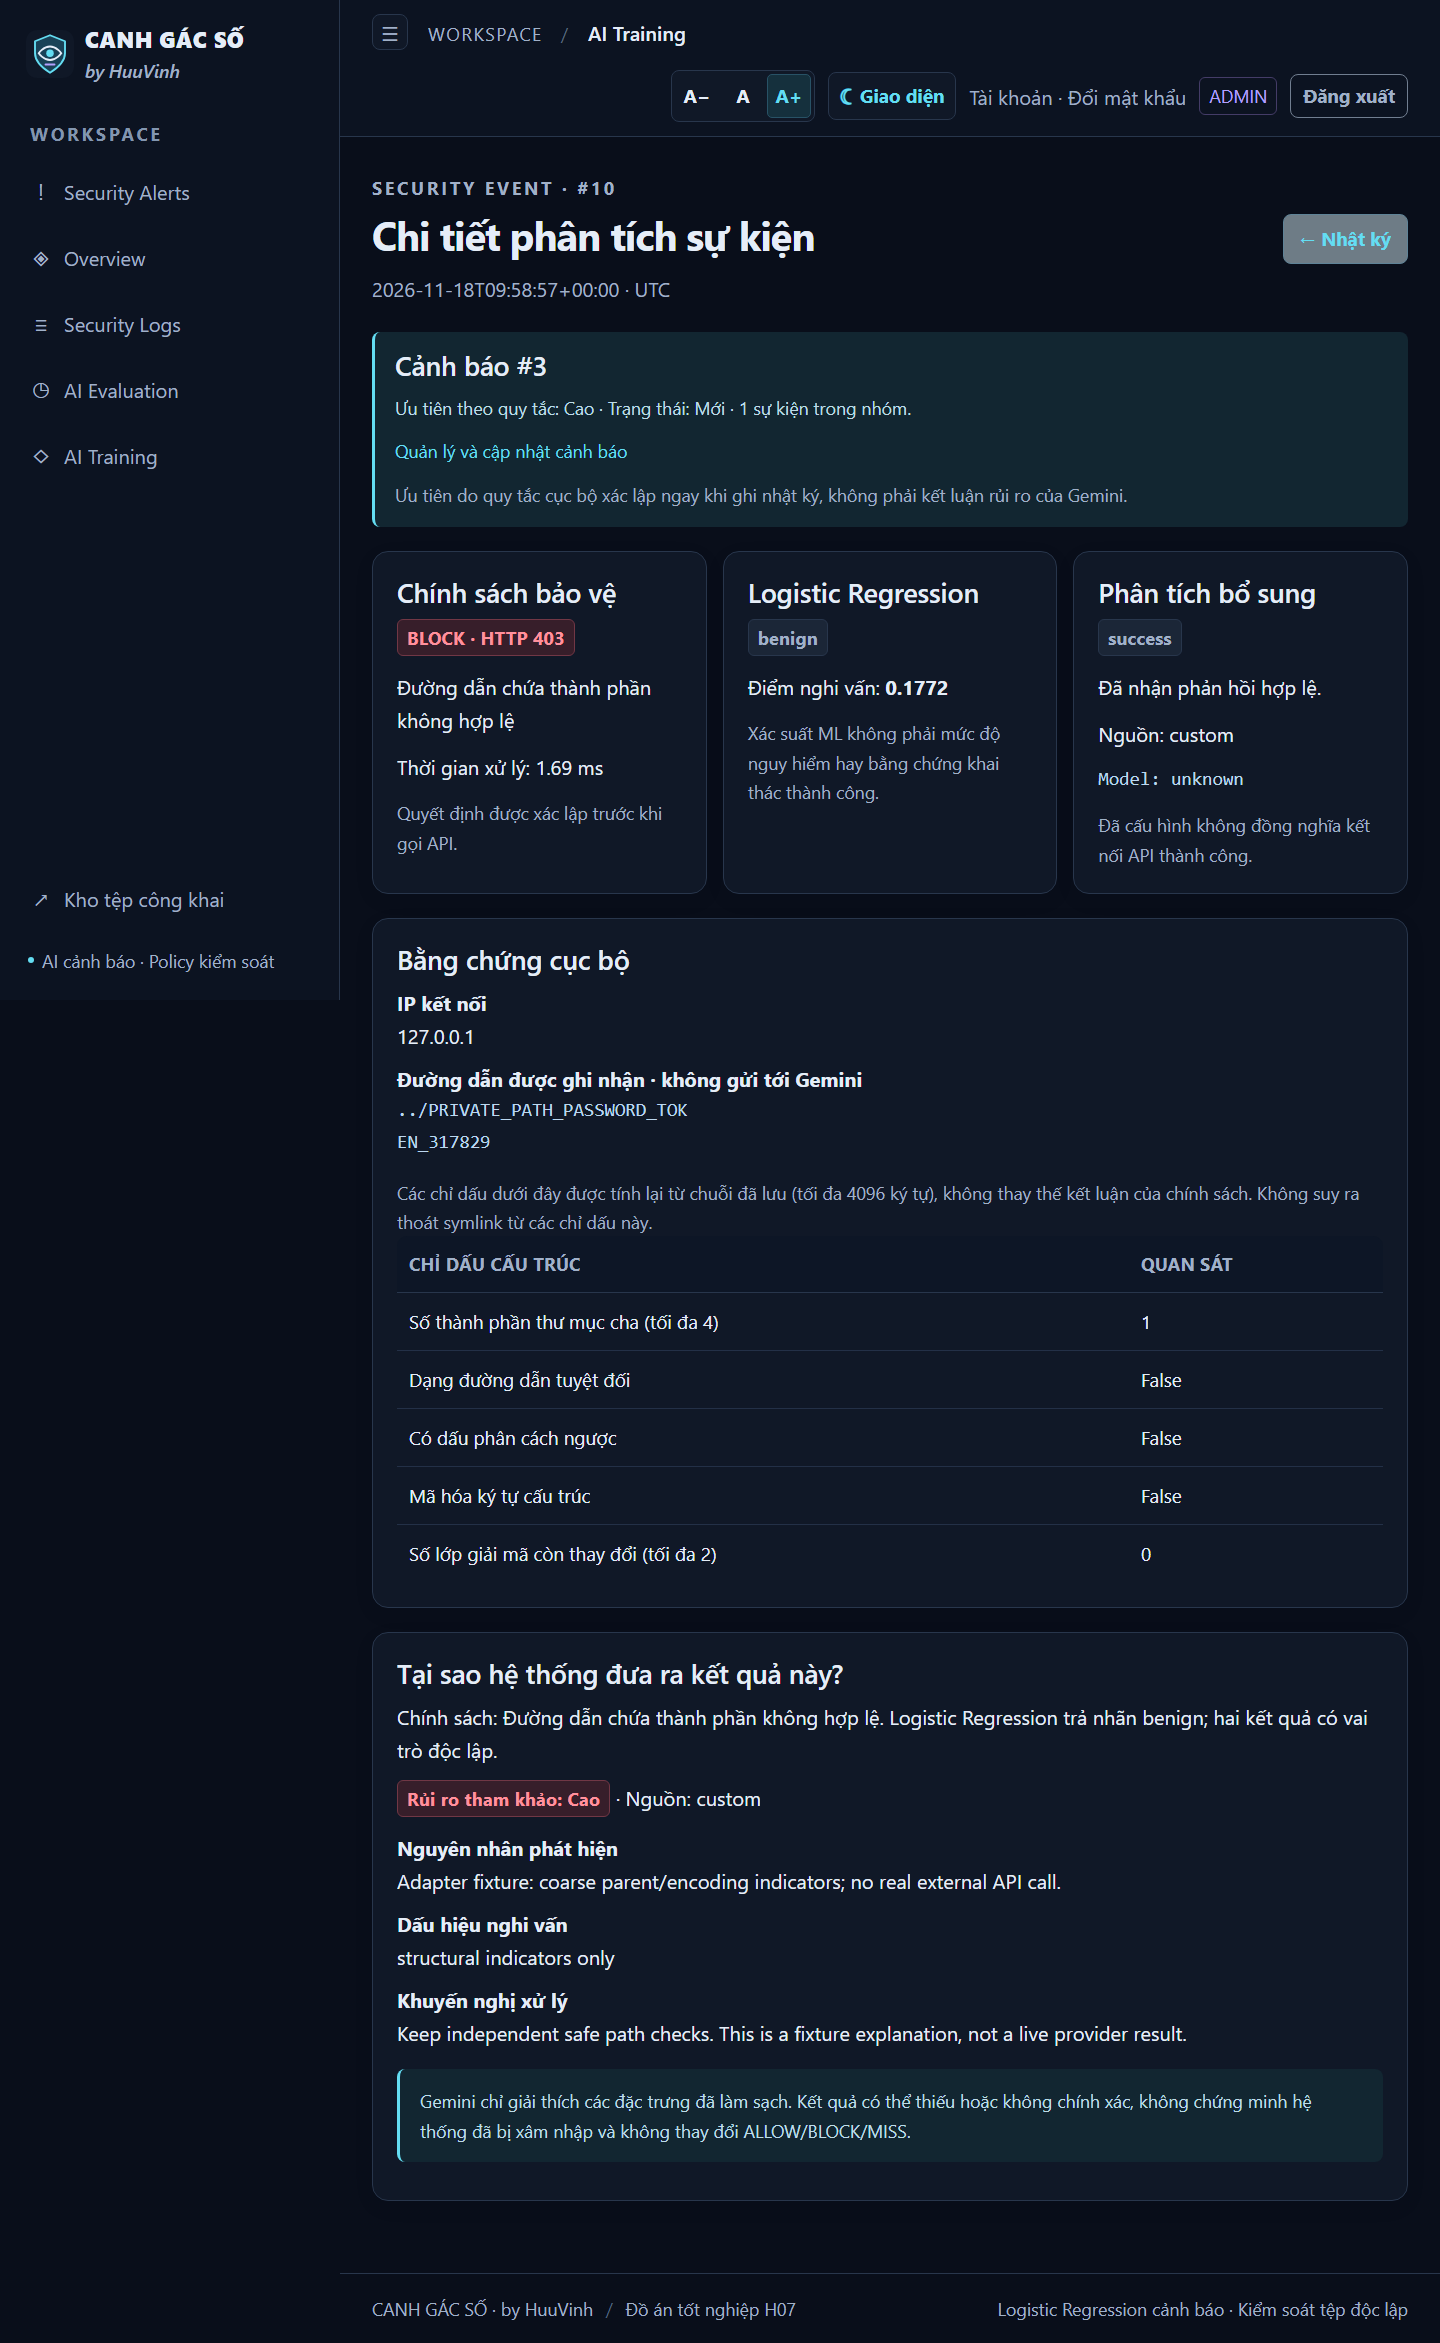 CANH GÁC SỐ
by HuuVinh
WORKSPACE
! Security Alerts
Overview
Security Logs
AI Evaluation
AI Training
Kho tệp công khai
AI cảnh báo · Policy kiểm soát
WORKSPACE / AI Training
A− A A+ Giao diện Tài khoản · Đổi mật khẩu ADMIN Đăng xuất
SECURITY EVENT · #10
Chi tiết phân tích sự kiện
← Nhật ký
2026-11-18T09:58:57+00:00 · UTC
Cảnh báo #3
Ưu tiên theo quy tắc: Cao · Trạng thái: Mới · 1 sự kiện trong nhóm.
Quản lý và cập nhật cảnh báo
Ưu tiên do quy tắc cục bộ xác lập ngay khi ghi nhật ký, không phải kết luận rủi ro của Gemini.
Chính sách bảo vệ
BLOCK · HTTP 403
Đường dẫn chứa thành phần
không hợp lệ
Thời gian xử lý: 1.69 ms
Quyết định được xác lập trước khi
gọi API.
Logistic Regression
benign
Điểm nghi vấn: 0.1772
Xác suất ML không phải mức độ
nguy hiểm hay bằng chứng khai
thác thành công.
Phân tích bổ sung
success
Đã nhận phản hồi hợp lệ.
Nguồn: custom
Model: unknown
Đã cấu hình không đồng nghĩa kết
nối API thành công.
Bằng chứng cục bộ
IP kết nối
127.0.0.1
Đường dẫn được ghi nhận · không gửi tới Gemini
../PRIVATE_PATH_PASSWORD_TOK
EN_317829
Các chỉ dấu dưới đây được tính lại từ chuỗi đã lưu (tối đa 4096 ký tự), không thay thế kết luận của chính sách. Không suy ra
thoát symlink từ các chỉ dấu này.
CHỈ DẤU CẤU TRÚC QUAN SÁT
Số thành phần thư mục cha (tối đa 4) 1
Dạng đường dẫn tuyệt đối False
Có dấu phân cách ngược False
Mã hóa ký tự cấu trúc False
Số lớp giải mã còn thay đổi (tối đa 2) 0
Tại sao hệ thống đưa ra kết quả này?
Chính sách: Đường dẫn chứa thành phần không hợp lệ. Logistic Regression trả nhãn benign; hai kết quả có vai
trò độc lập.
Rủi ro tham khảo: Cao · Nguồn: custom
Nguyên nhân phát hiện
Adapter fixture: coarse parent/encoding indicators; no real external API call.
Dấu hiệu nghi vấn
structural indicators only
Khuyến nghị xử lý
Keep independent safe path checks. This is a fixture explanation, not a live provider result.
Gemini chỉ giải thích các đặc trưng đã làm sạch. Kết quả có thể thiếu hoặc không chính xác, không chứng minh hệ
thống đã bị xâm nhập và không thay đổi ALLOW/BLOCK/MISS.
CANH GÁC SỐ · by HuuVinh / Đồ án tốt nghiệp H07
Logistic Regression cảnh báo · Kiểm soát tệp độc lập